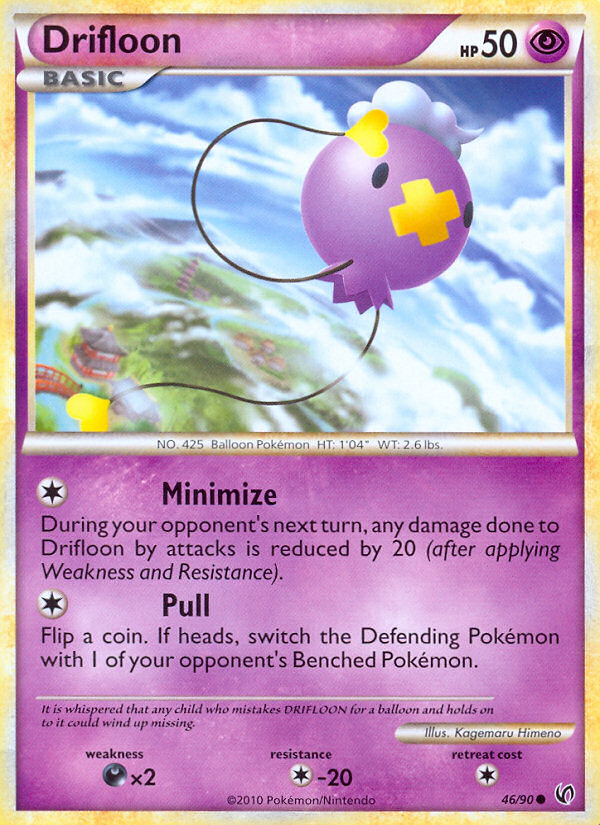 Drifloon
HP 50
BASIC
NO. 425 Balloon Pokémon HT: 1'04" WT: 2.6 lbs.
Minimize
During your opponent's next turn, any damage done to
Drifloon by attacks is reduced by 20 (after applying
Weakness and Resistance).
Pull
Flip a coin. If heads, switch the Defending Pokémon
with 1 of your opponent's Benched Pokémon.
It is whispered that any child who mistakes DRIFLOON for a balloon and holds on
to it could wind up missing.
Illus. Kagemaru Himeno
weakness resistance retreat cost
×2 -20
©2010 Pokémon/Nintendo 46/90